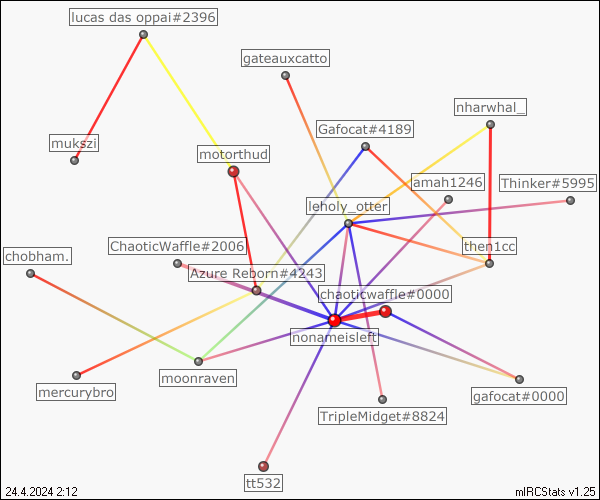 lucas das oppai#2396
gateauxcatto
nharwhal_
Gafocat#4189
mukszi
motorthud
amah1246
Thinker#5995
leholy_otter
ChaoticWaffle#2006
then1cc
chobham.
Azure Reborn#4243
chaoticwaffle#0000
nonameisleft
moonraven
mercurybro
gafocat#0000
TripleMidget#8824
tt532
24.4.2024 2:12
mIRCStats v1.25